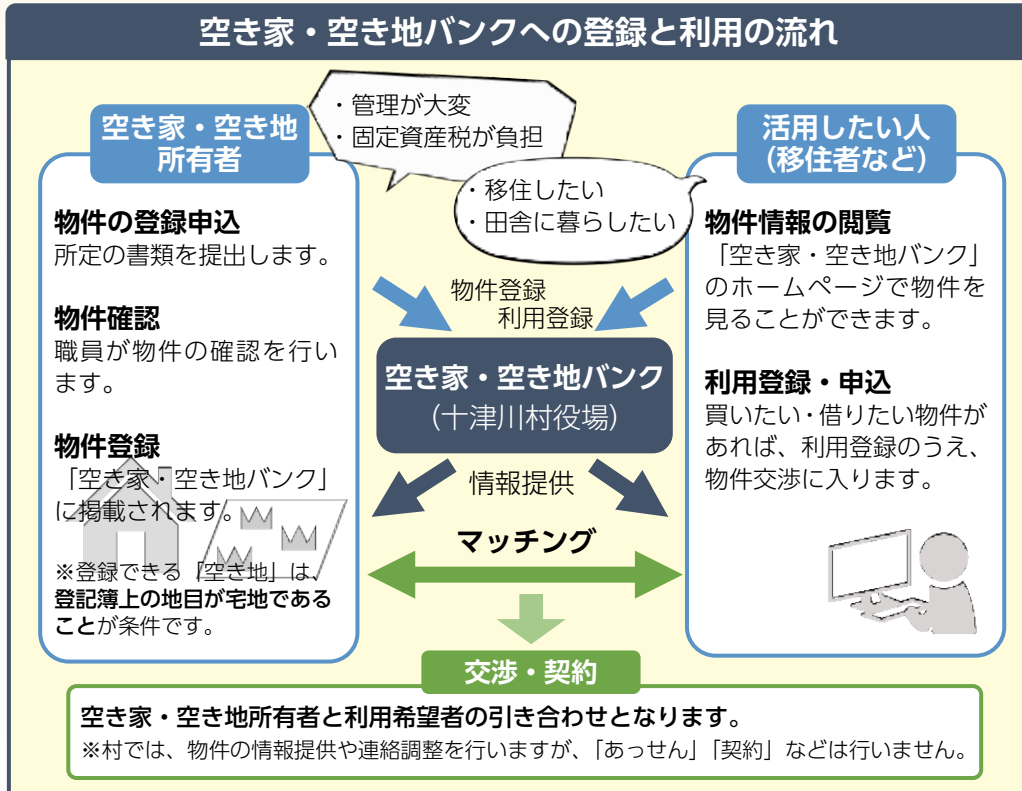 空き家・空き地バンクへの登録と利用の流れ
・管理が大変
・固定資産税が負担
・移住したい
・田舎に暮らしたい
空き家・空き地
所有者
物件の登録申込
所定の書類を提出します。
物件確認
職員が物件の確認を行い
ます。
物件登録
「空き家・空き地バンク」
に掲載されます。
※登録できる「空き地」は、
登記簿上の地目が宅地である
ことが条件です。
活用したい人
(移住者など)
物件情報の閲覧
「空き家・空き地バンク」
のホームページで物件を
見ることができます。
利用登録・申込
買いたい・借りたい物件が
あれば、利用登録のうえ、
物件交渉に入ります。
物件登録
利用登録
空き家・空き地バンク
(十津川村役場)
情報提供
マッチング
交渉・契約
空き家・空き地所有者と利用希望者の引き合わせとなります。
※村では、物件の情報提供や連絡調整を行いますが、「あっせん」「契約」などは行いません。